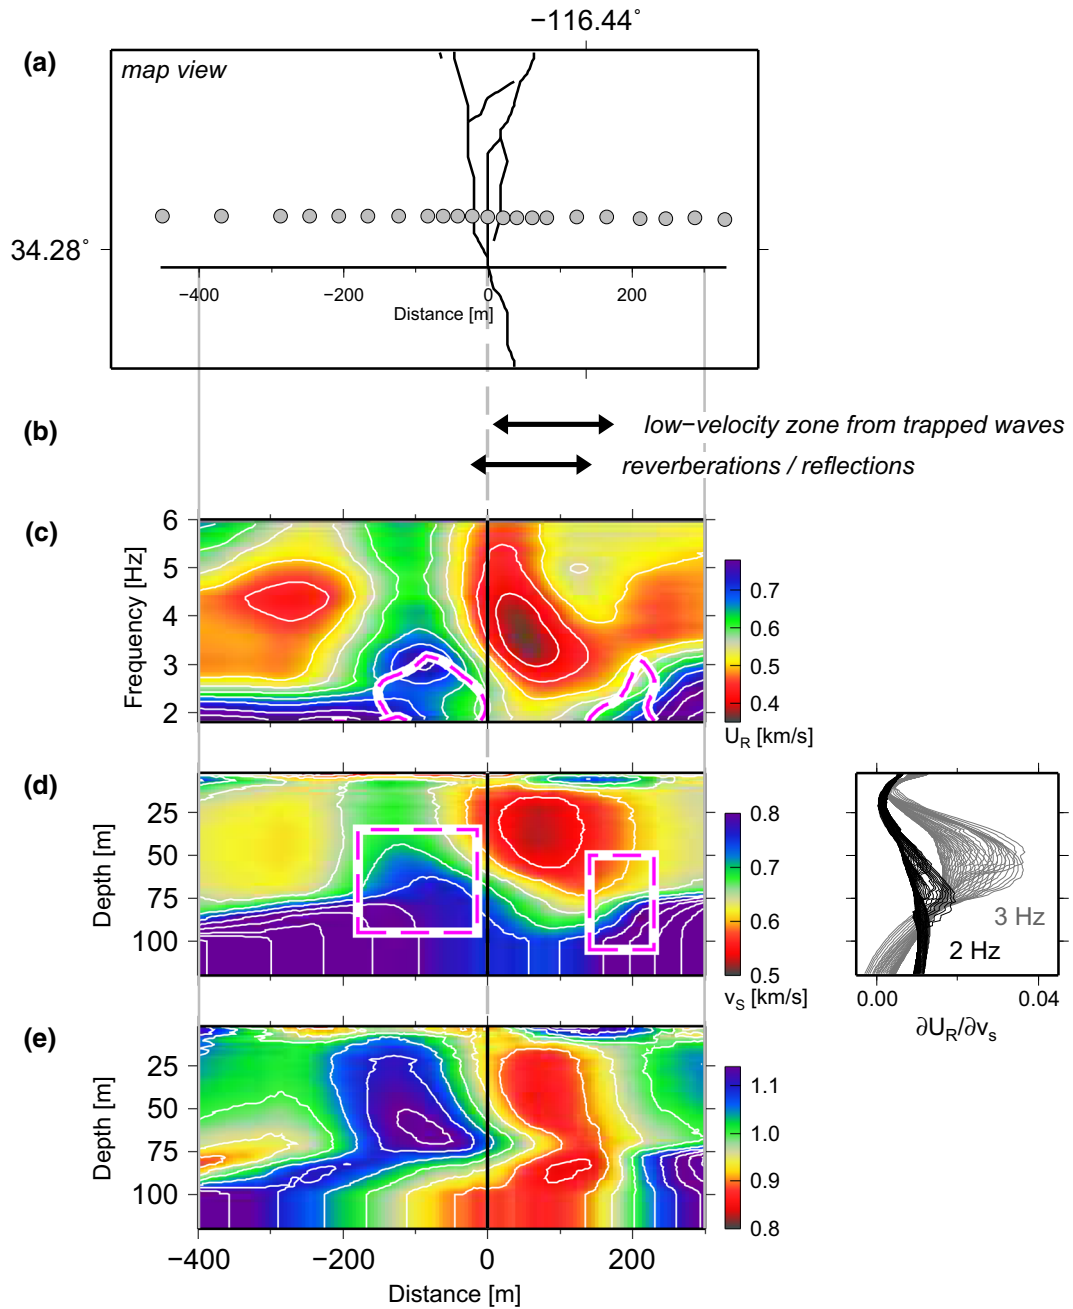 −116.44°
(a)
map view
34.28°
−400 −200 0 200
Distance [m]
(b)
low−velocity zone from trapped waves
reverberations / reflections
(c)
Frequency [Hz]
6
5
4
3
2
0.7
0.6
0.5
0.4
U_R [km/s]
(d)
Depth [m]
25
50
75
100
0.8
0.7
0.6
0.5
v_S [km/s]
3 Hz
2 Hz
0.00 0.04
∂U_R/∂v_s
(e)
Depth [m]
25
50
75
100
1.1
1.0
0.9
0.8
−400 −200 0 200
Distance [m]